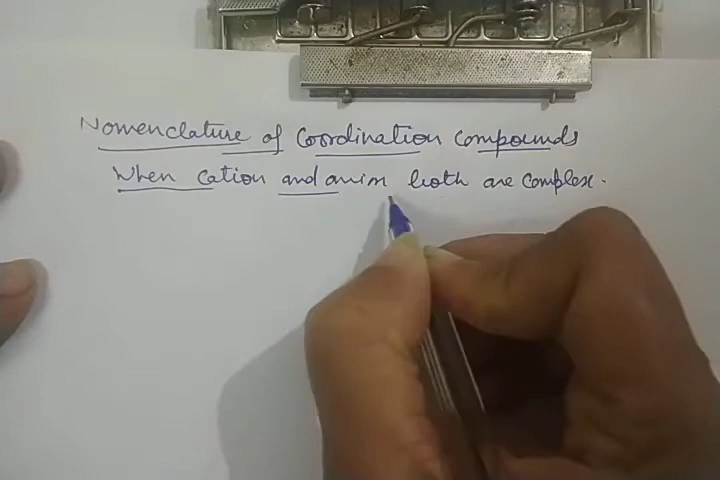 Nomenclature of Coordination Compounds
When cation and anion both are complex.